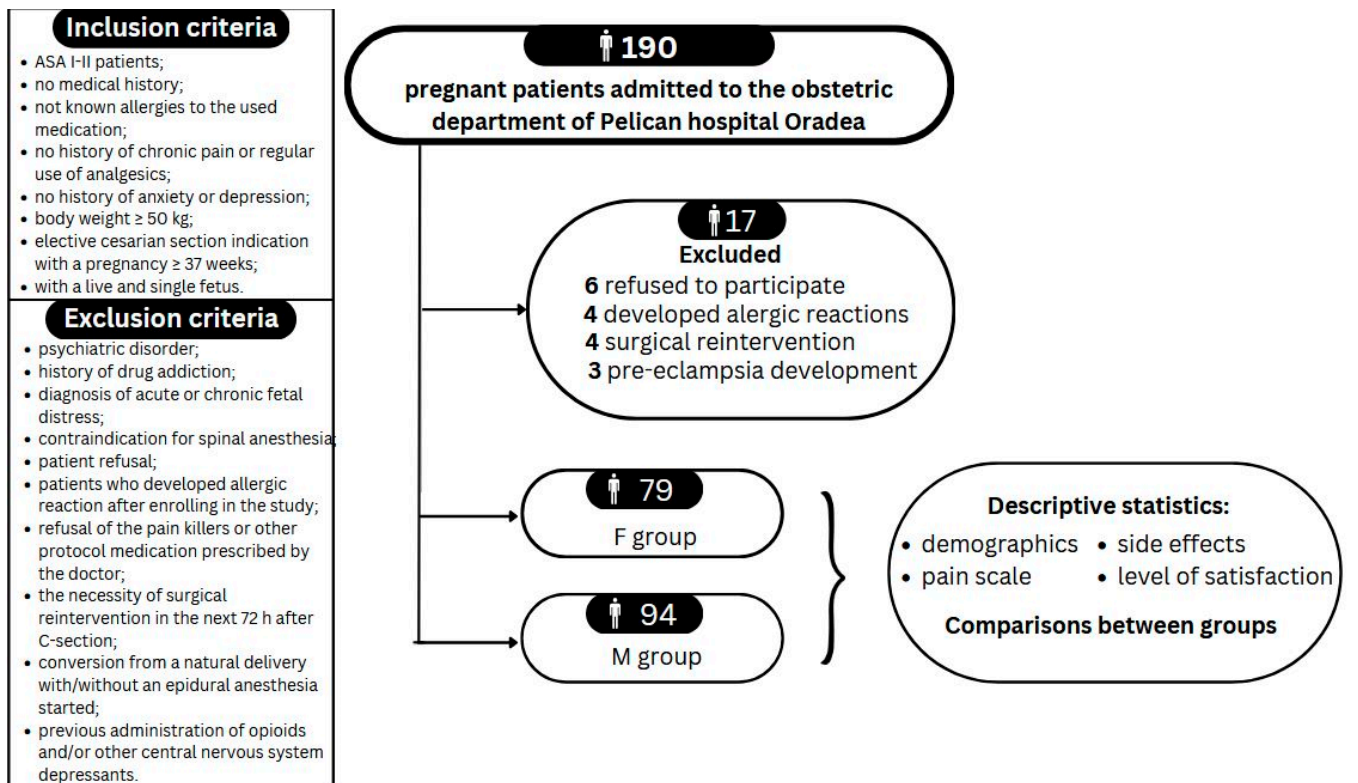 Inclusion criteria
• ASA I-II patients;
• no medical history;
• not known allergies to the used
medication;
• no history of chronic pain or regular
use of analgesics;
• no history of anxiety or depression;
• body weight ≥ 50 kg;
• elective cesarian section indication
with a pregnancy ≥ 37 weeks;
• with a live and single fetus.
Exclusion criteria
• psychiatric disorder;
• history of drug addiction;
• diagnosis of acute or chronic fetal
distress;
• contraindication for spinal anesthesia;
• patient refusal;
• patients who developed allergic
reaction after enrolling in the study;
• refusal of the pain killers or other
protocol medication prescribed by
the doctor;
• the necessity of surgical
reintervention in the next 72 h after
C-section;
• conversion from a natural delivery
with/without an epidural anesthesia
started;
• previous administration of opioids
and/or other central nervous system
depressants.
190
pregnant patients admitted to the obstetric
department of Pelican hospital Oradea
17
Excluded
6 refused to participate
4 developed alergic reactions
4 surgical reintervention
3 pre-eclampsia development
79
F group
94
M group
Descriptive statistics:
• demographics • side effects
• pain scale • level of satisfaction
Comparisons between groups